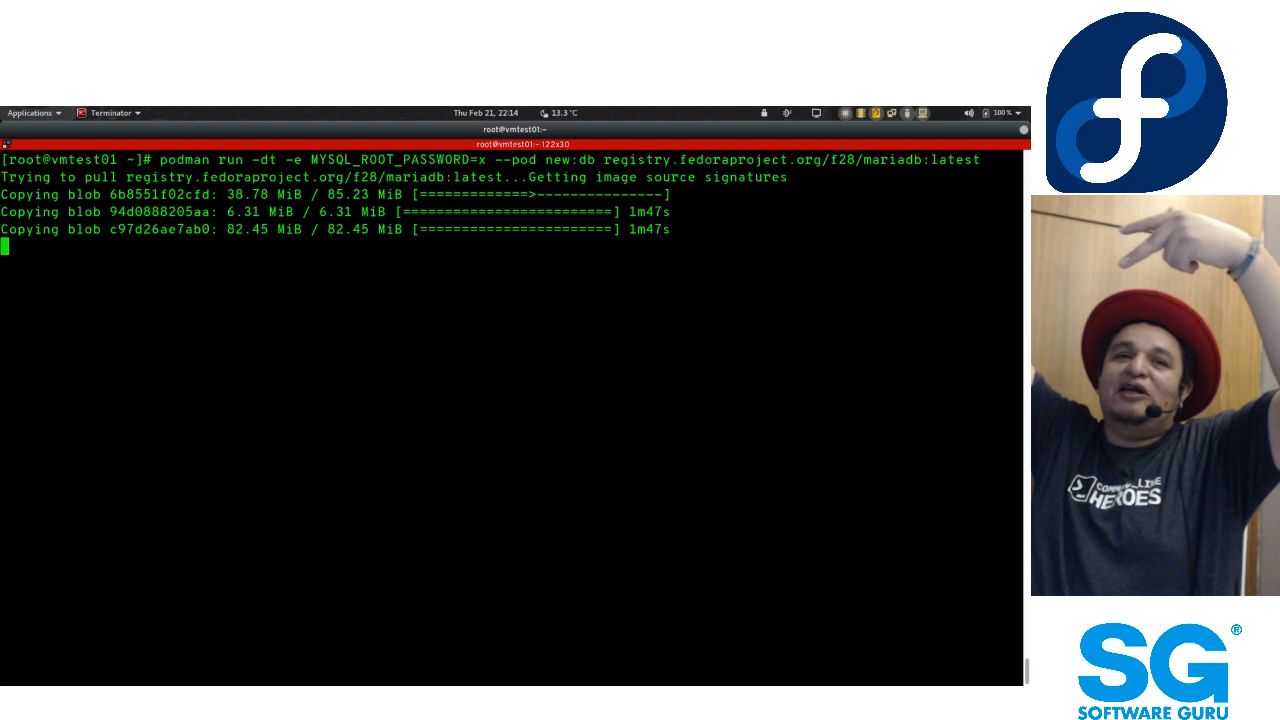 Applications
Terminator
Thu Feb 21, 22:14
13.3 °C
100 %
root@vmtest01:~
root@vmtest01:~ 122x30
[root@vmtest01 ~]# podman run -dt -e MYSQL_ROOT_PASSWORD=x --pod new:db registry.fedoraproject.org/f28/mariadb:latest
Trying to pull registry.fedoraproject.org/f28/mariadb:latest...Getting image source signatures
Copying blob 6b8551f02cfd: 38.78 MiB / 85.23 MiB [=============>---------------]
Copying blob 94d0888205aa: 6.31 MiB / 6.31 MiB [=========================] 1m47s
Copying blob c97d26ae7ab0: 82.45 MiB / 82.45 MiB [=======================] 1m47s
COMMAND LINE
HEROES
SG®
SOFTWARE GURU